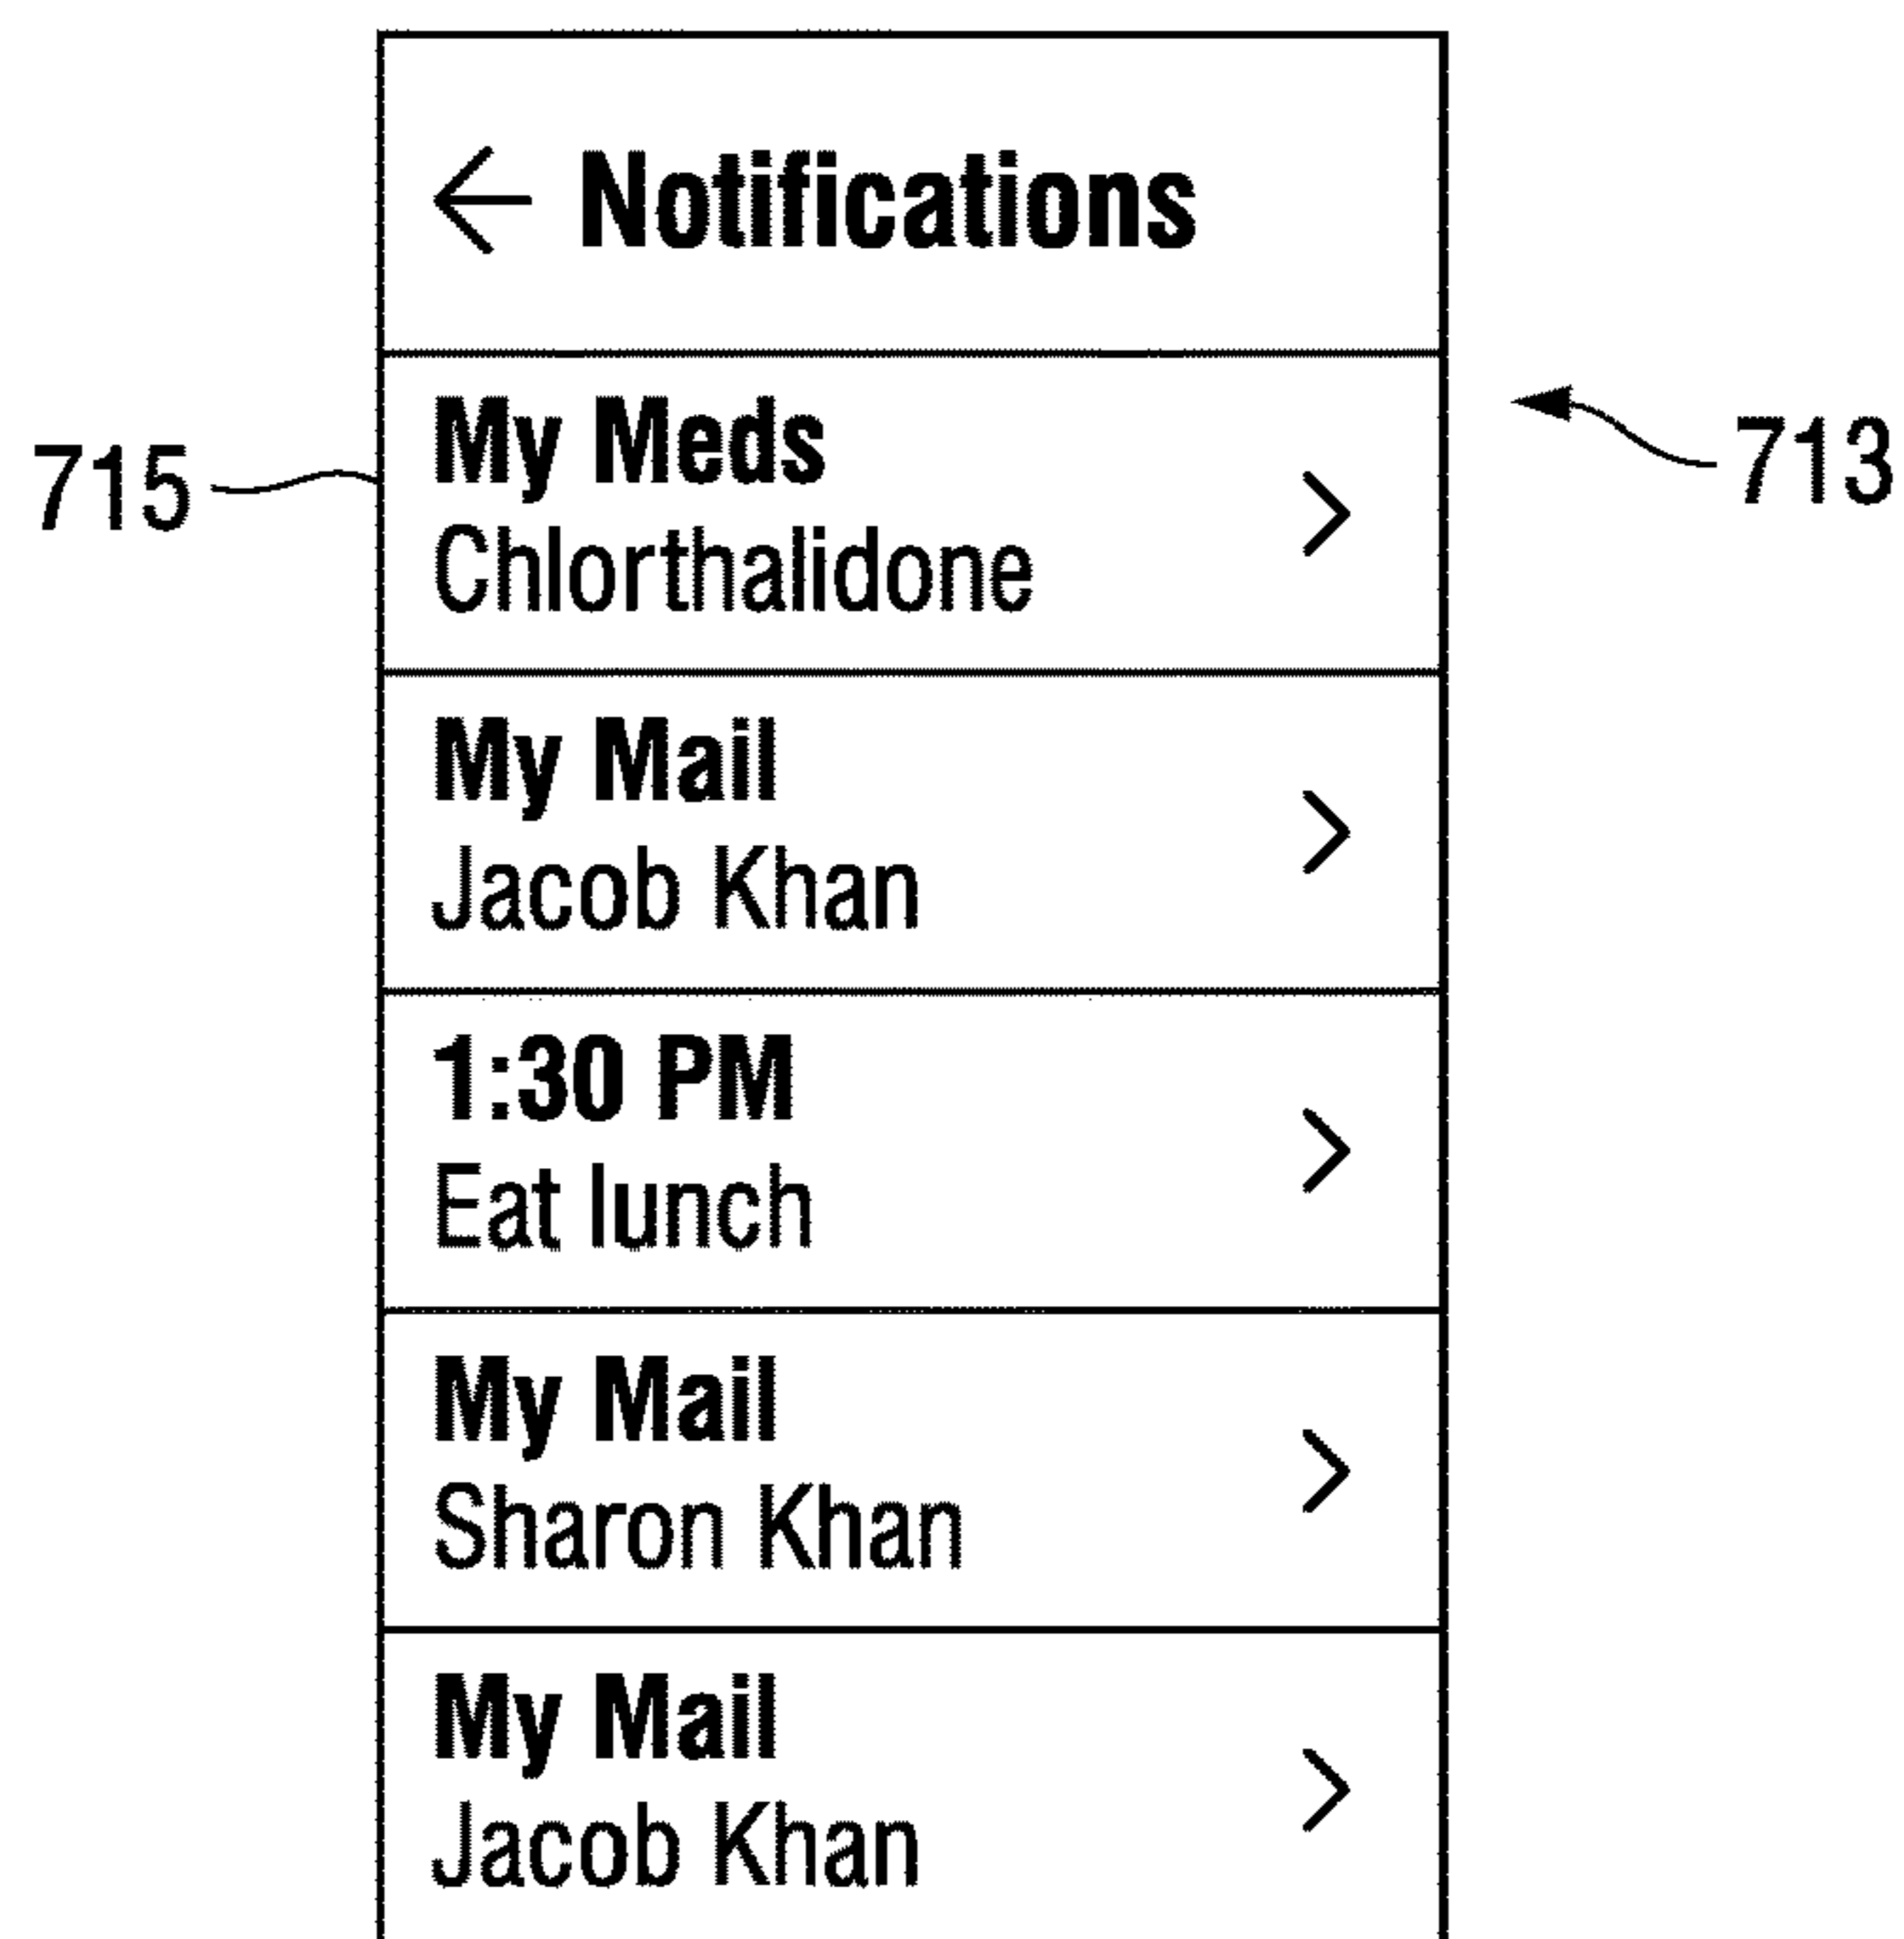 Notifications
My Meds
Chlorthalidone
715
713
My Mail
Jacob Khan
1:30 PM
Eat lunch
My Mail
Sharon Khan
My Mail
Jacob Khan